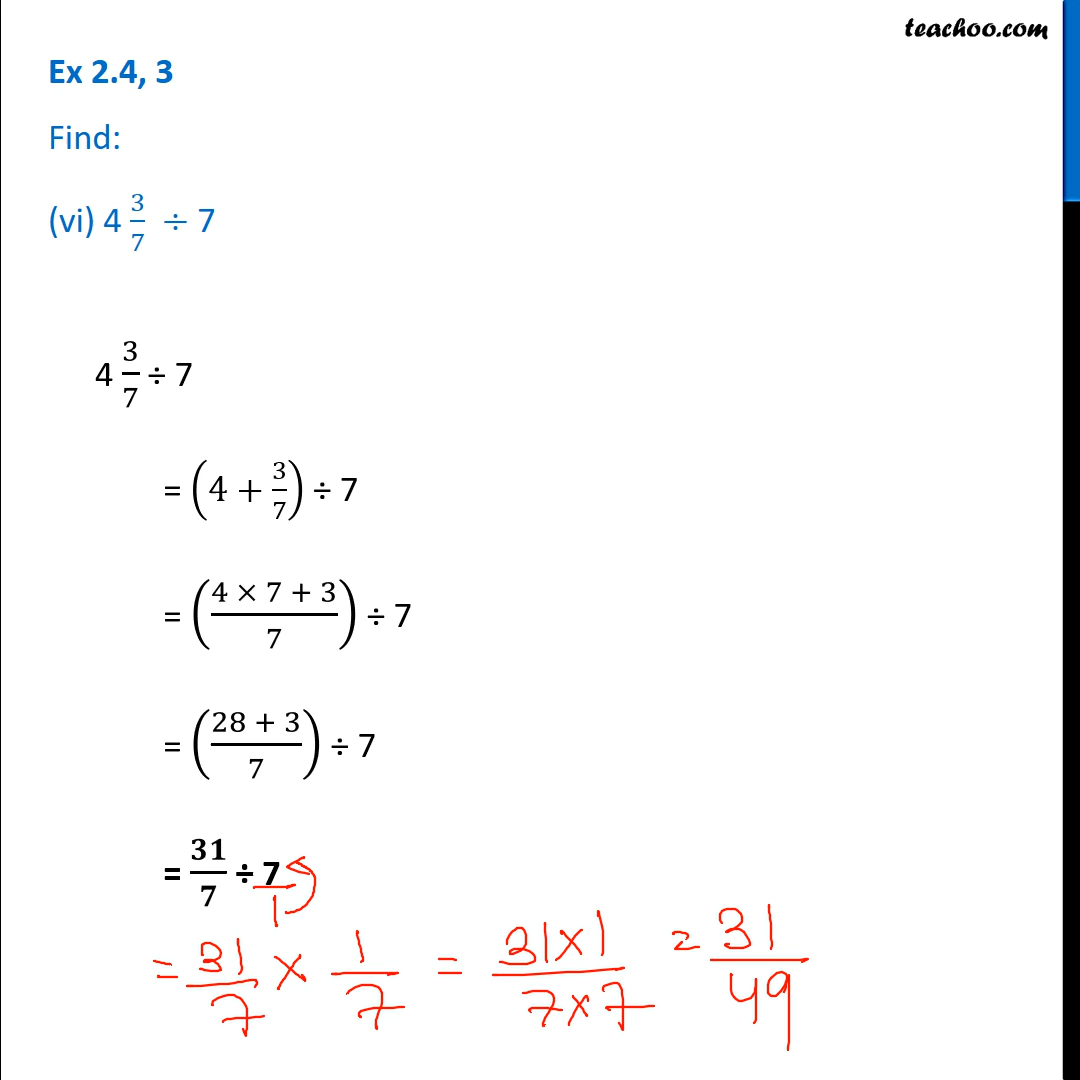 teachoo.com
Ex 2.4, 3
Find:
(vi) 4 3/7 ÷ 7
4 3/7 ÷ 7
= (4 + 3/7) ÷ 7
= ((4 × 7 + 3)/7) ÷ 7
= ((28 + 3)/7) ÷ 7
= 31/7 ÷ 7/1
= 31/7 × 1/7 = (31×1)/(7×7) = 31/49